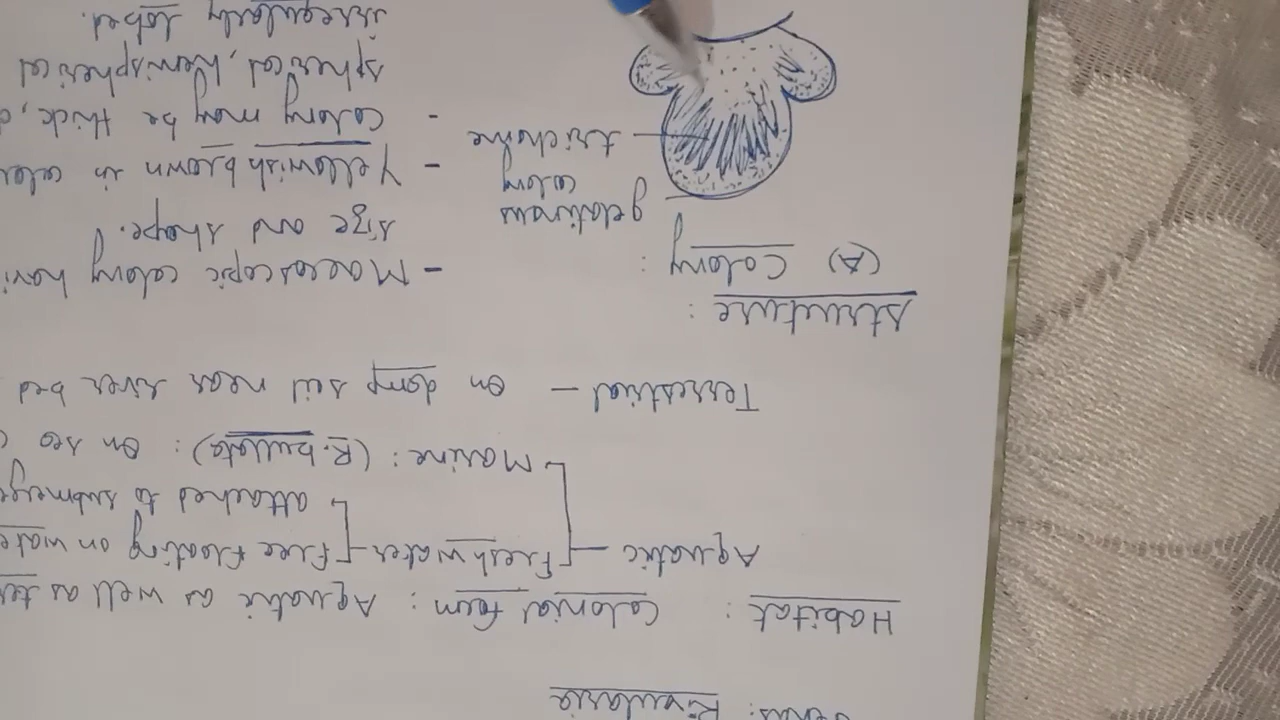 Genus: Rivularia
Habitat: Colonial form: Aquatic as well as
Aquatic - Fresh water - free floating on
attached to
Marine: (R. bullata): on sea
Terrestrial - on damp soil near river bed
Structure:
(A) Colony:
gelatinous
colony
trichome
- Macroscopic colony
size and shape.
- Yellowish brown in
- Colony may be thick,
spherical, hemispherical
irregularly lobed.